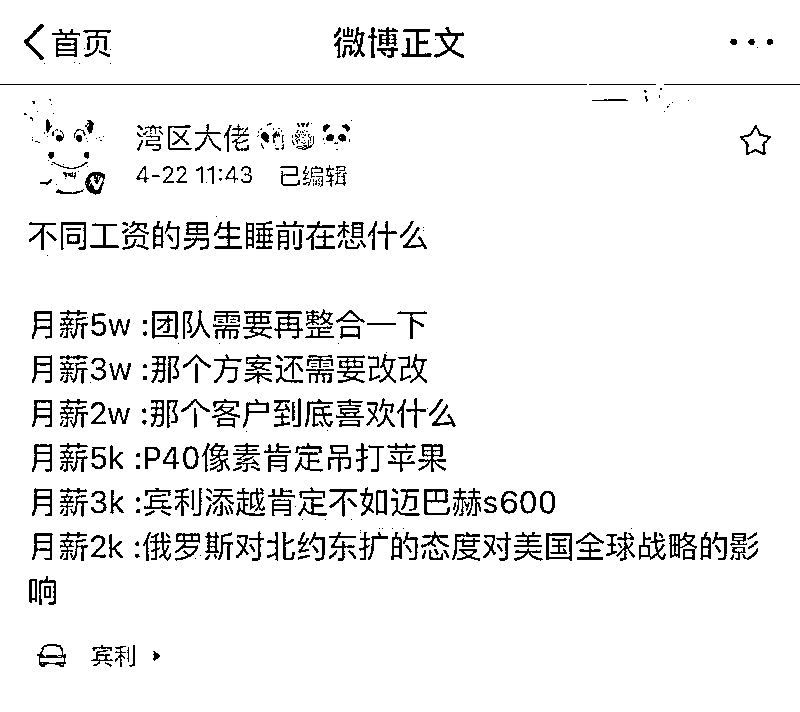 首页
微博正文
湾区大佬
4-22 11:43 已编辑
不同工资的男生睡前在想什么
月薪5w :团队需要再整合一下
月薪3w :那个方案还需要改改
月薪2w :那个客户到底喜欢什么
月薪5k :P40像素肯定吊打苹果
月薪3k :宾利添越肯定不如迈巴赫s600
月薪2k :俄罗斯对北约东扩的态度对美国全球战略的影
响
宾利